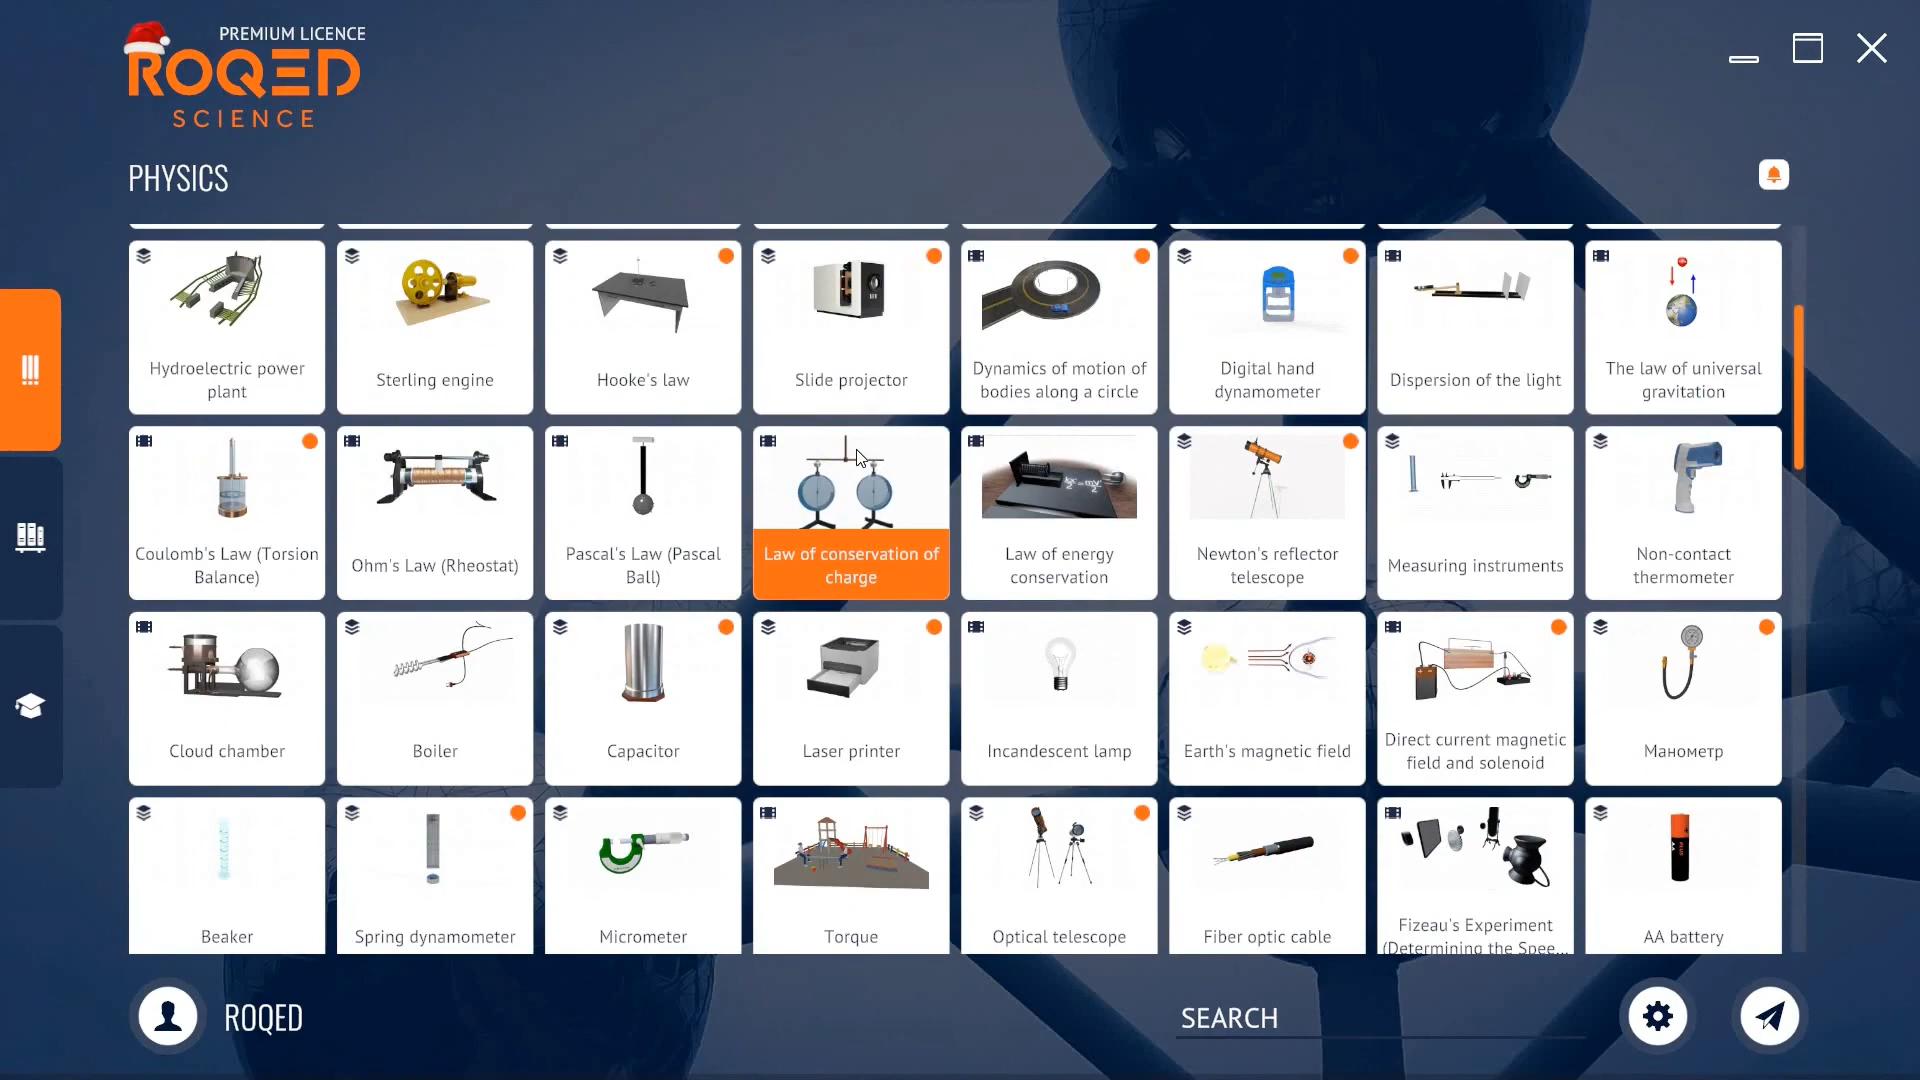 PREMIUM LICENCE
ROQED
SCIENCE
PHYSICS
Hydroelectric power
plant
Sterling engine
Hooke's law
Slide projector
Dynamics of motion of
bodies along a circle
Digital hand
dynamometer
Dispersion of the light
The law of universal
gravitation
Coulomb's Law (Torsion
Balance)
Ohm's Law (Rheostat)
Pascal's Law (Pascal
Ball)
Law of conservation of
charge
Law of energy
conservation
Newton's reflector
telescope
Measuring instruments
Non-contact
thermometer
Cloud chamber
Boiler
Capacitor
Laser printer
Incandescent lamp
Earth's magnetic field
Direct current magnetic
field and solenoid
Манометр
Beaker
Spring dynamometer
Micrometer
Torque
Optical telescope
Fiber optic cable
Fizeau's Experiment
(Determining the Spee...
AA battery
ROQED
SEARCH